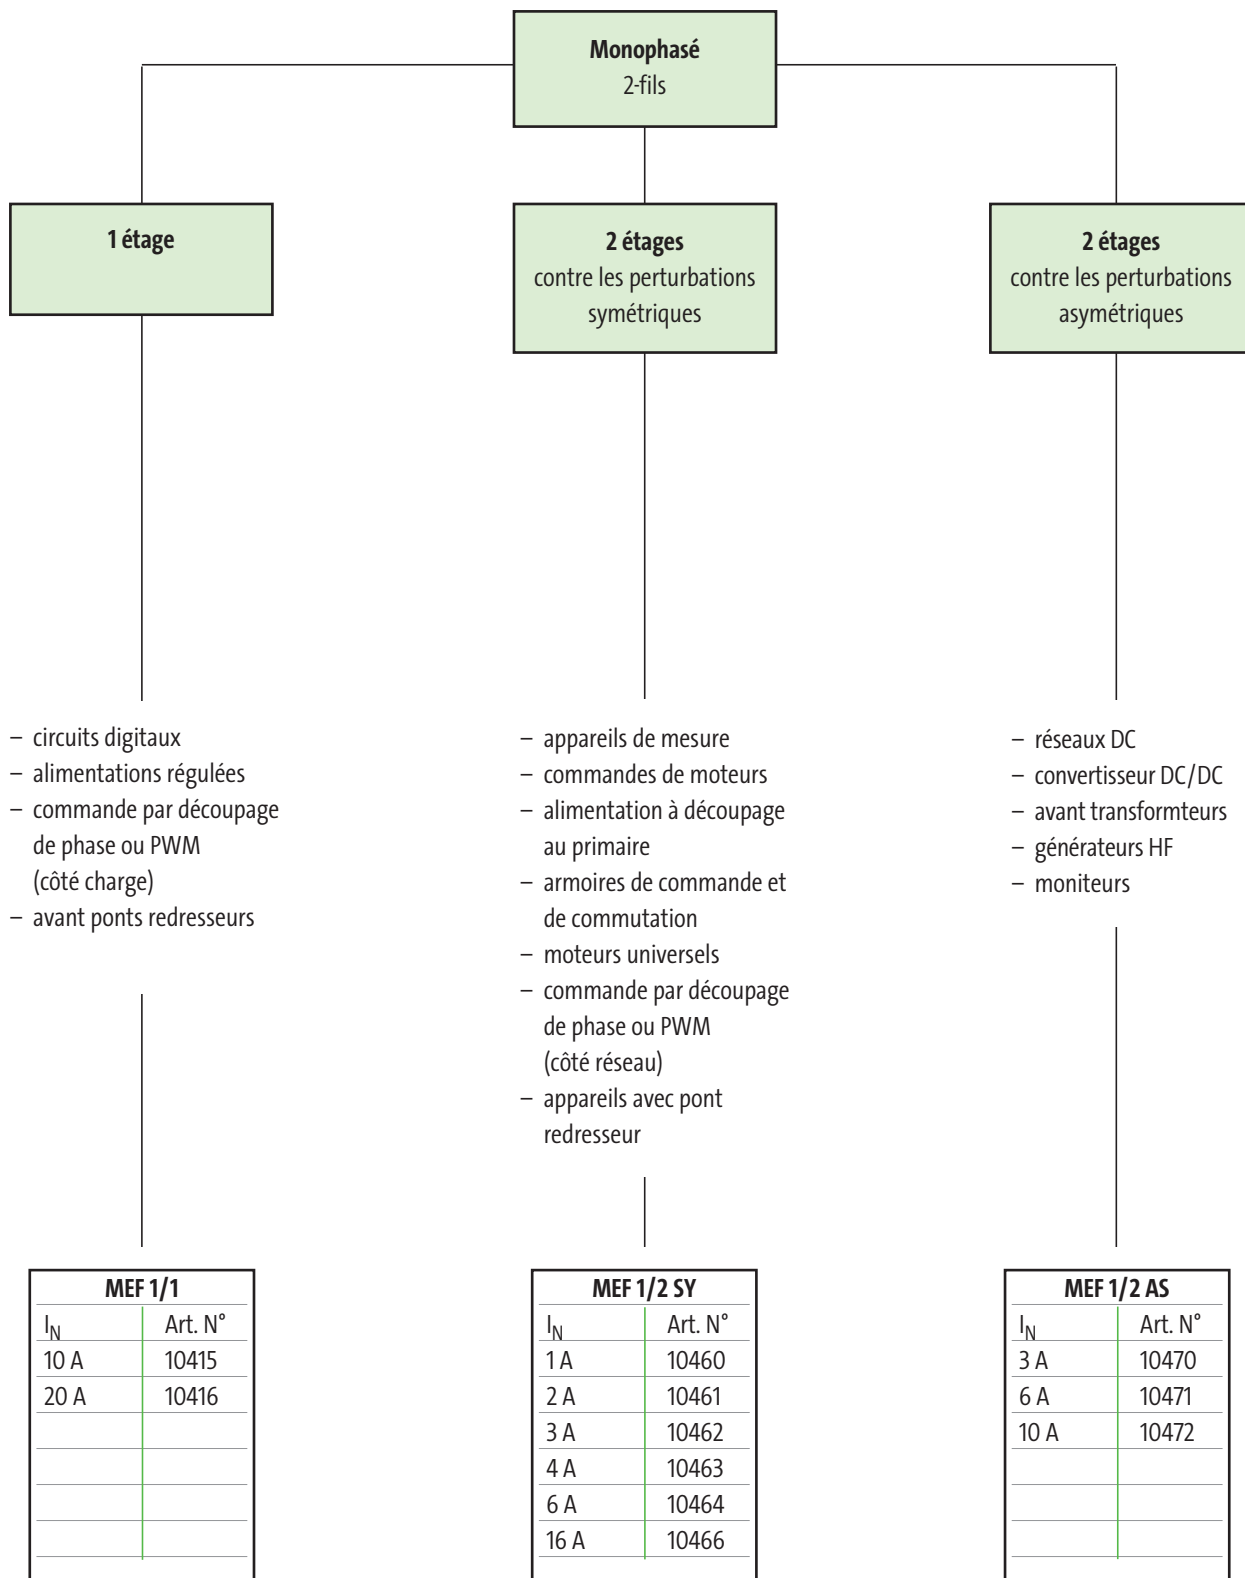 Monophasé
2-fils
1 étage
2 étages
contre les perturbations
symétriques
2 étages
contre les perturbations
asymétriques
– circuits digitaux
– alimentations régulées
– commande par découpage
de phase ou PWM
(côté charge)
– avant ponts redresseurs
– appareils de mesure
– commandes de moteurs
– alimentation à découpage
au primaire
– armoires de commande et
de commutation
– moteurs universels
– commande par découpage
de phase ou PWM
(côté réseau)
– appareils avec pont
redresseur
– réseaux DC
– convertisseur DC/DC
– avant transformteurs
– générateurs HF
– moniteurs
MEF 1/1
IN Art. N°
10 A 10415
20 A 10416
MEF 1/2 SY
IN Art. N°
1 A 10460
2 A 10461
3 A 10462
4 A 10463
6 A 10464
16 A 10466
MEF 1/2 AS
IN Art. N°
3 A 10470
6 A 10471
10 A 10472